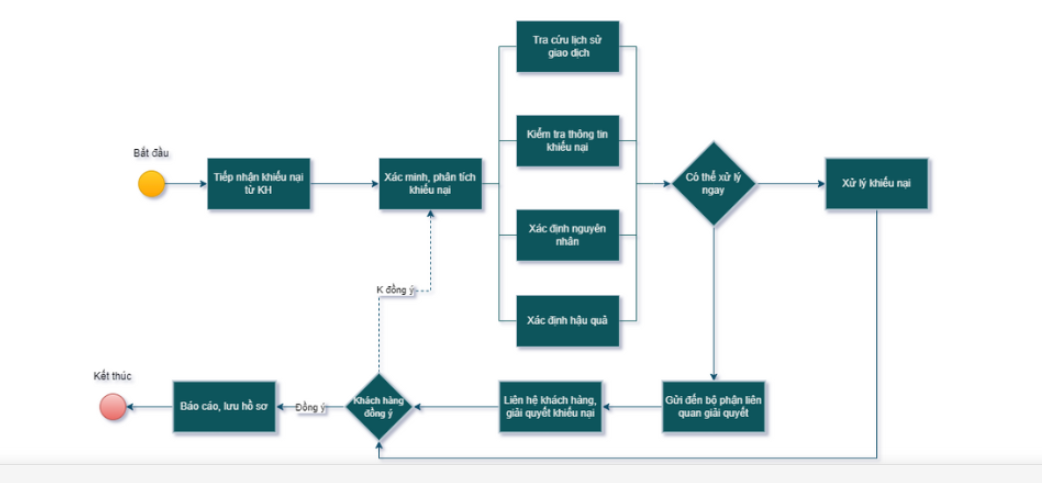 Tra cứu lịch sử
giao dịch
Kiểm tra thông tin
khiếu nại
Bắt đầu
Tiếp nhận khiếu nại
từ KH
Xác minh, phân tích
khiếu nại
Có thể xử lý
ngay
Xử lý khiếu nại
Xác định nguyên
nhân
K đồng ý
Xác định hậu quả
Kết thúc
Báo cáo, lưu hồ sơ
Đồng ý
Khách hàng
đồng ý
Liên hệ khách hàng,
giải quyết khiếu nại
Gửi đến bộ phận liên
quan giải quyết